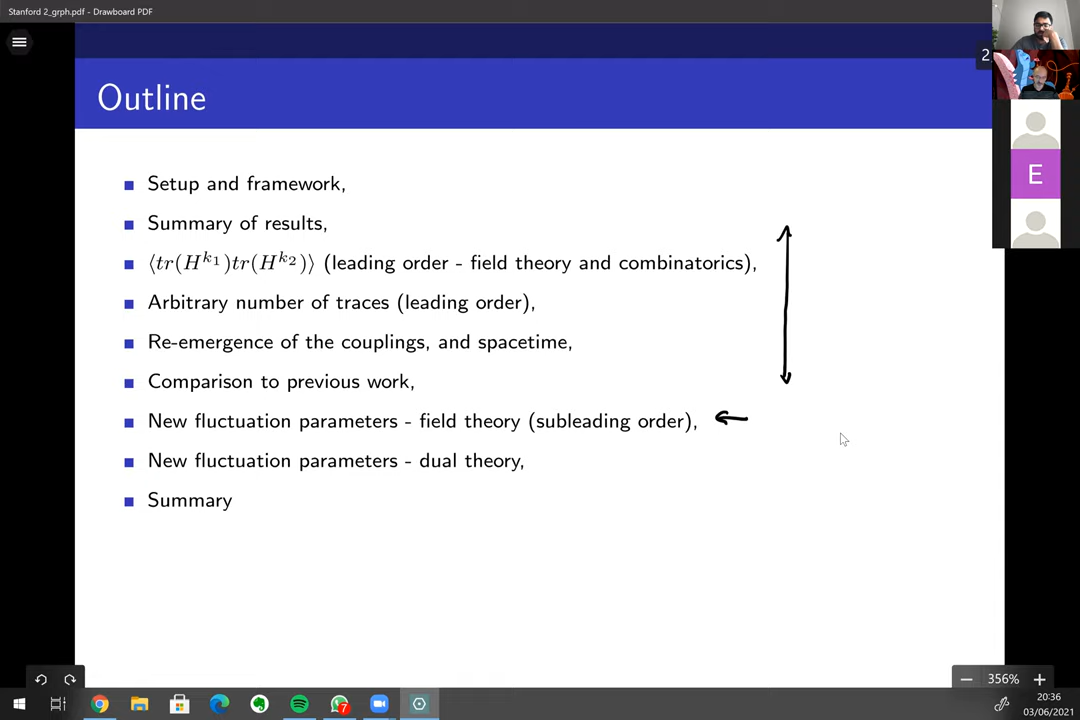 Stanford 2_grph.pdf - Drawboard PDF
2
Outline
Setup and framework,
Summary of results,
⟨tr(H^{k_1})tr(H^{k_2})⟩ (leading order - field theory and combinatorics),
Arbitrary number of traces (leading order),
Re-emergence of the couplings, and spacetime,
Comparison to previous work,
New fluctuation parameters - field theory (subleading order),
New fluctuation parameters - dual theory,
Summary
E
356%
7
20:36
03/06/2021